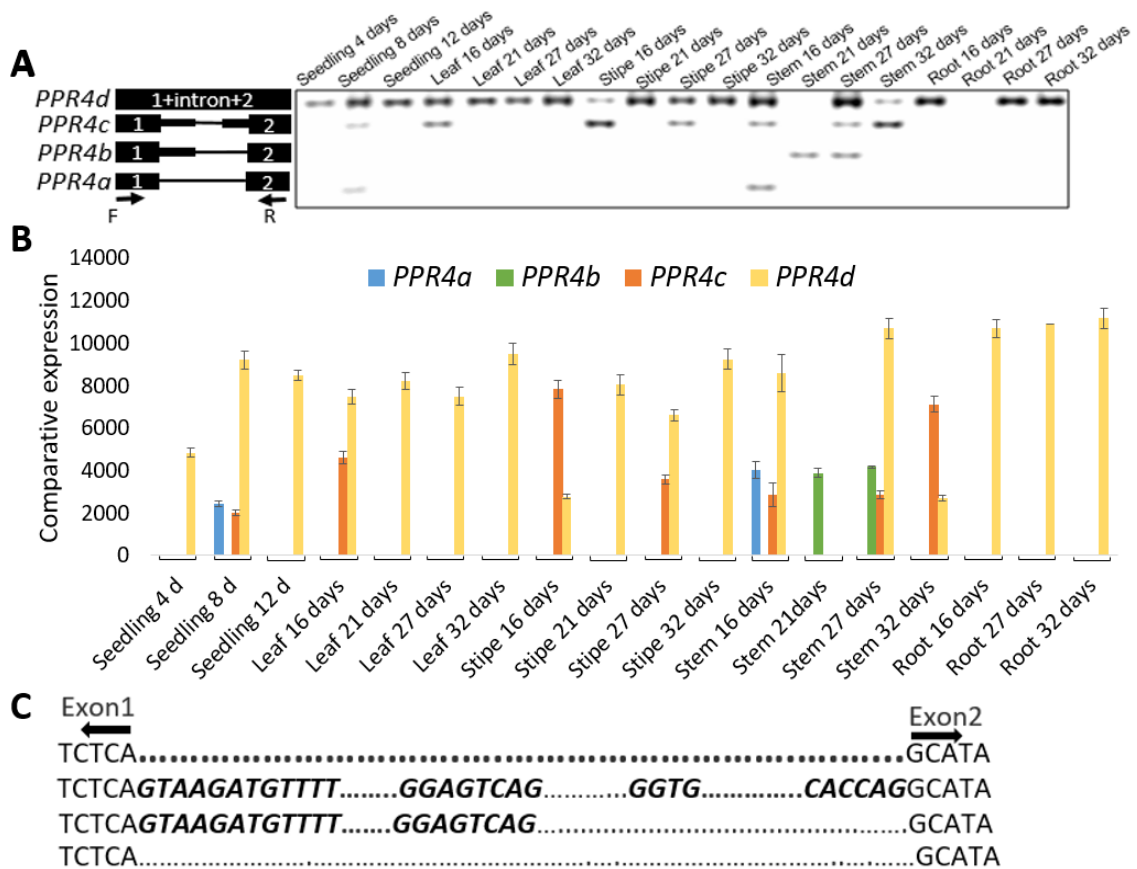 A
Seedling 4 days
Seedling 8 days
Seedling 12 days
Leaf 16 days
Leaf 21 days
Leaf 27 days
Leaf 32 days
Stipe 16 days
Stipe 21 days
Stipe 27 days
Stipe 32 days
Stem 16 days
Stem 21 days
Stem 27 days
Stem 32 days
Root 16 days
Root 21 days
Root 27 days
Root 32 days
PPR4d 1+intron+2
PPR4c 1 2
PPR4b 1 2
PPR4a 1 2
F R
B
Comparative expression
14000
12000
10000
8000
6000
4000
2000
0
PPR4a PPR4b PPR4c PPR4d
Seedling 4 d
Seedling 8 d
Seedling 12 d
Leaf 16 days
Leaf 21 days
Leaf 27 days
Leaf 32 days
Stipe 16 days
Stipe 21 days
Stipe 27 days
Stipe 32 days
Stem 16 days
Stem 21days
Stem 27 days
Stem 32 days
Root 16 days
Root 27 days
Root 32 days
C
Exon1 Exon2
TCTCA................................................................GCATA
TCTCAGTAAGATGTTTT........GGAGTCAG............GGTG..............CACCAGGCATA
TCTCAGTAAGATGTTTT.......GGAGTCAG..........................................GCATA
TCTCA................................................................GCATA